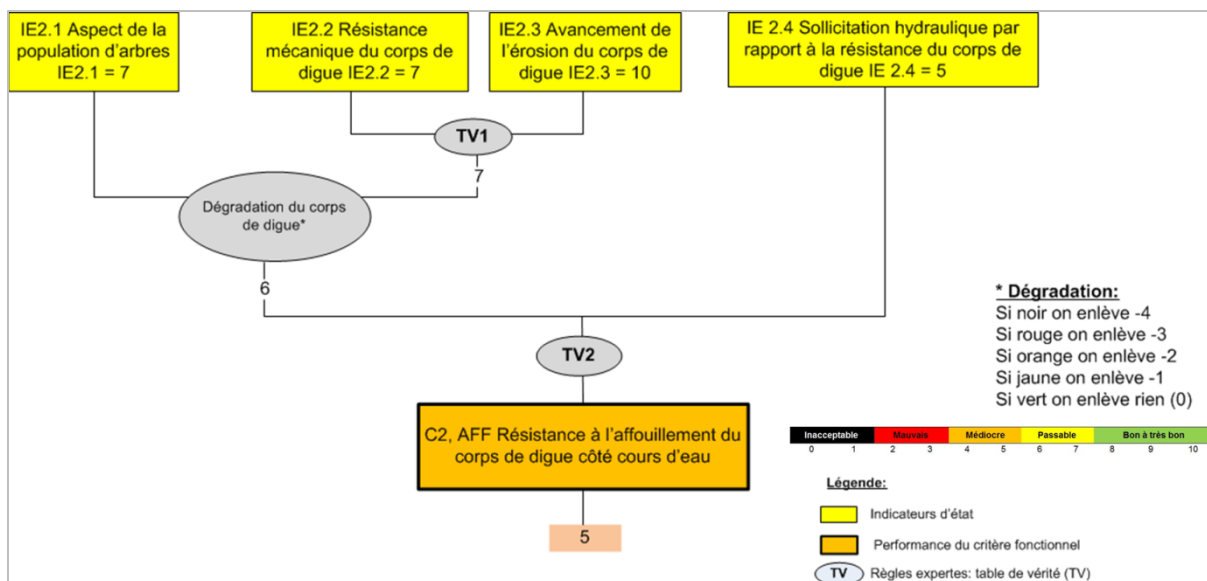 IE2.1 Aspect de la
population d'arbres
IE2.1 = 7
IE2.2 Résistance
mécanique du corps de
digue IE2.2 = 7
IE2.3 Avancement de
l'érosion du corps de
digue IE2.3 = 10
IE 2.4 Sollicitation hydraulique par
rapport à la résistance du corps de
digue IE 2.4 = 5
TV1
7
Dégradation du corps
de digue*
6
TV2
C2, AFF Résistance à l'affouillement du
corps de digue côté cours d'eau
5
* Dégradation:
Si noir on enlève -4
Si rouge on enlève -3
Si orange on enlève -2
Si jaune on enlève -1
Si vert on enlève rien (0)
Inacceptable Mauvais Médiocre Passable Bon à très bon
0 1 2 3 4 5 6 7 8 9 10
Légende:
Indicateurs d'état
Performance du critère fonctionnel
TV Règles expertes: table de vérité (TV)